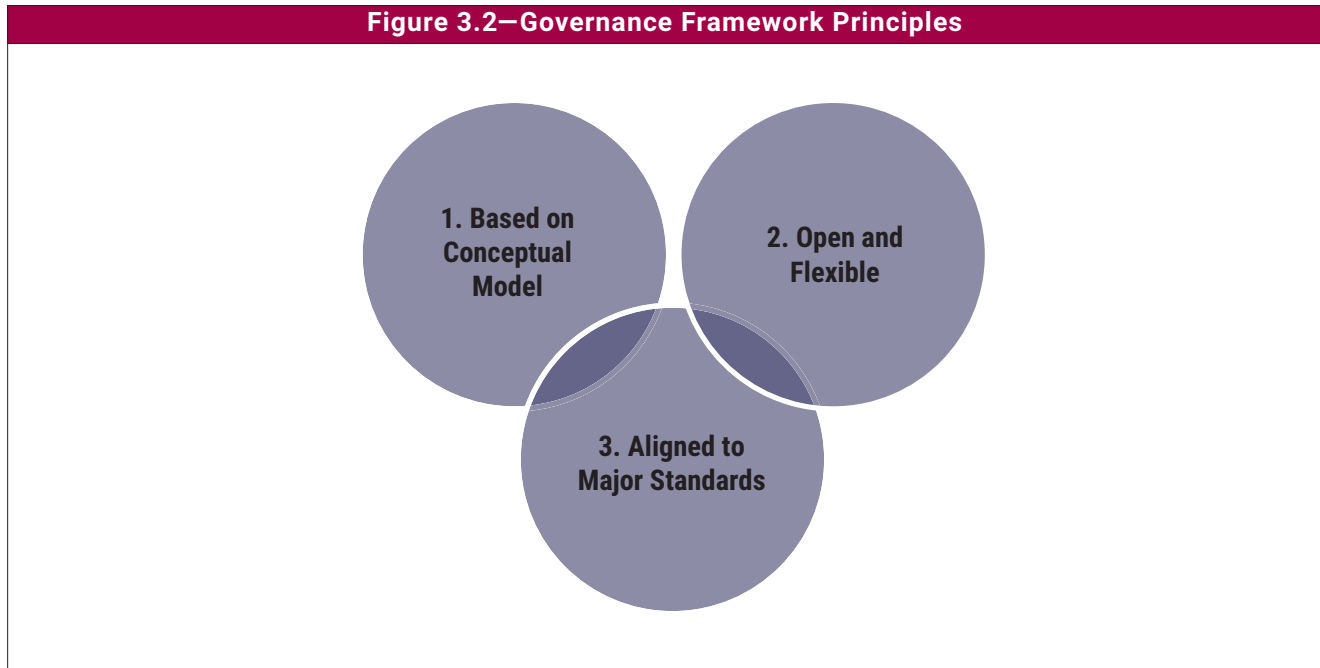 Figure 3.2—Governance Framework Principles
1. Based on
Conceptual
Model
2. Open and
Flexible
3. Aligned to
Major Standards